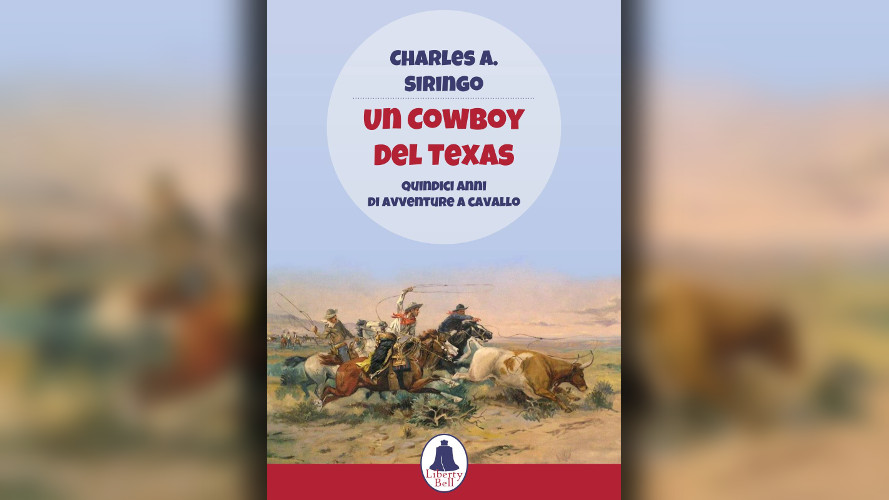 Charles A.
Siringo
Un cowboy
del Texas
Quindici anni
di avventure a cavallo
Liberty
Bell